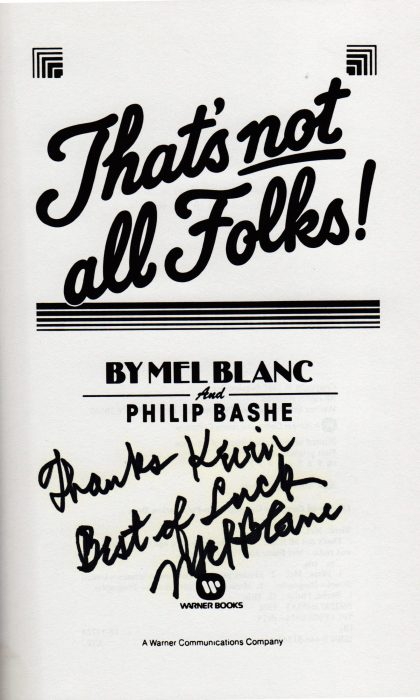 That's not
all Folks!
BY MEL BLANC
And
PHILIP BASHE
Thanks Kevin
Best of Luck
Mel Blanc
WARNER BOOKS
A Warner Communications Company